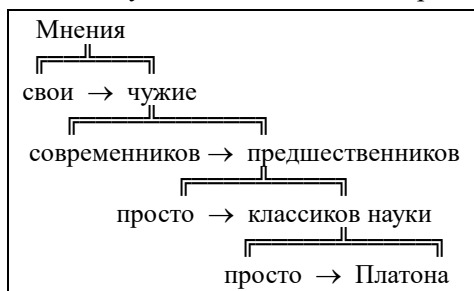 Мнения
свои → чужие
современников → предшественников
просто → классиков науки
просто → Платона